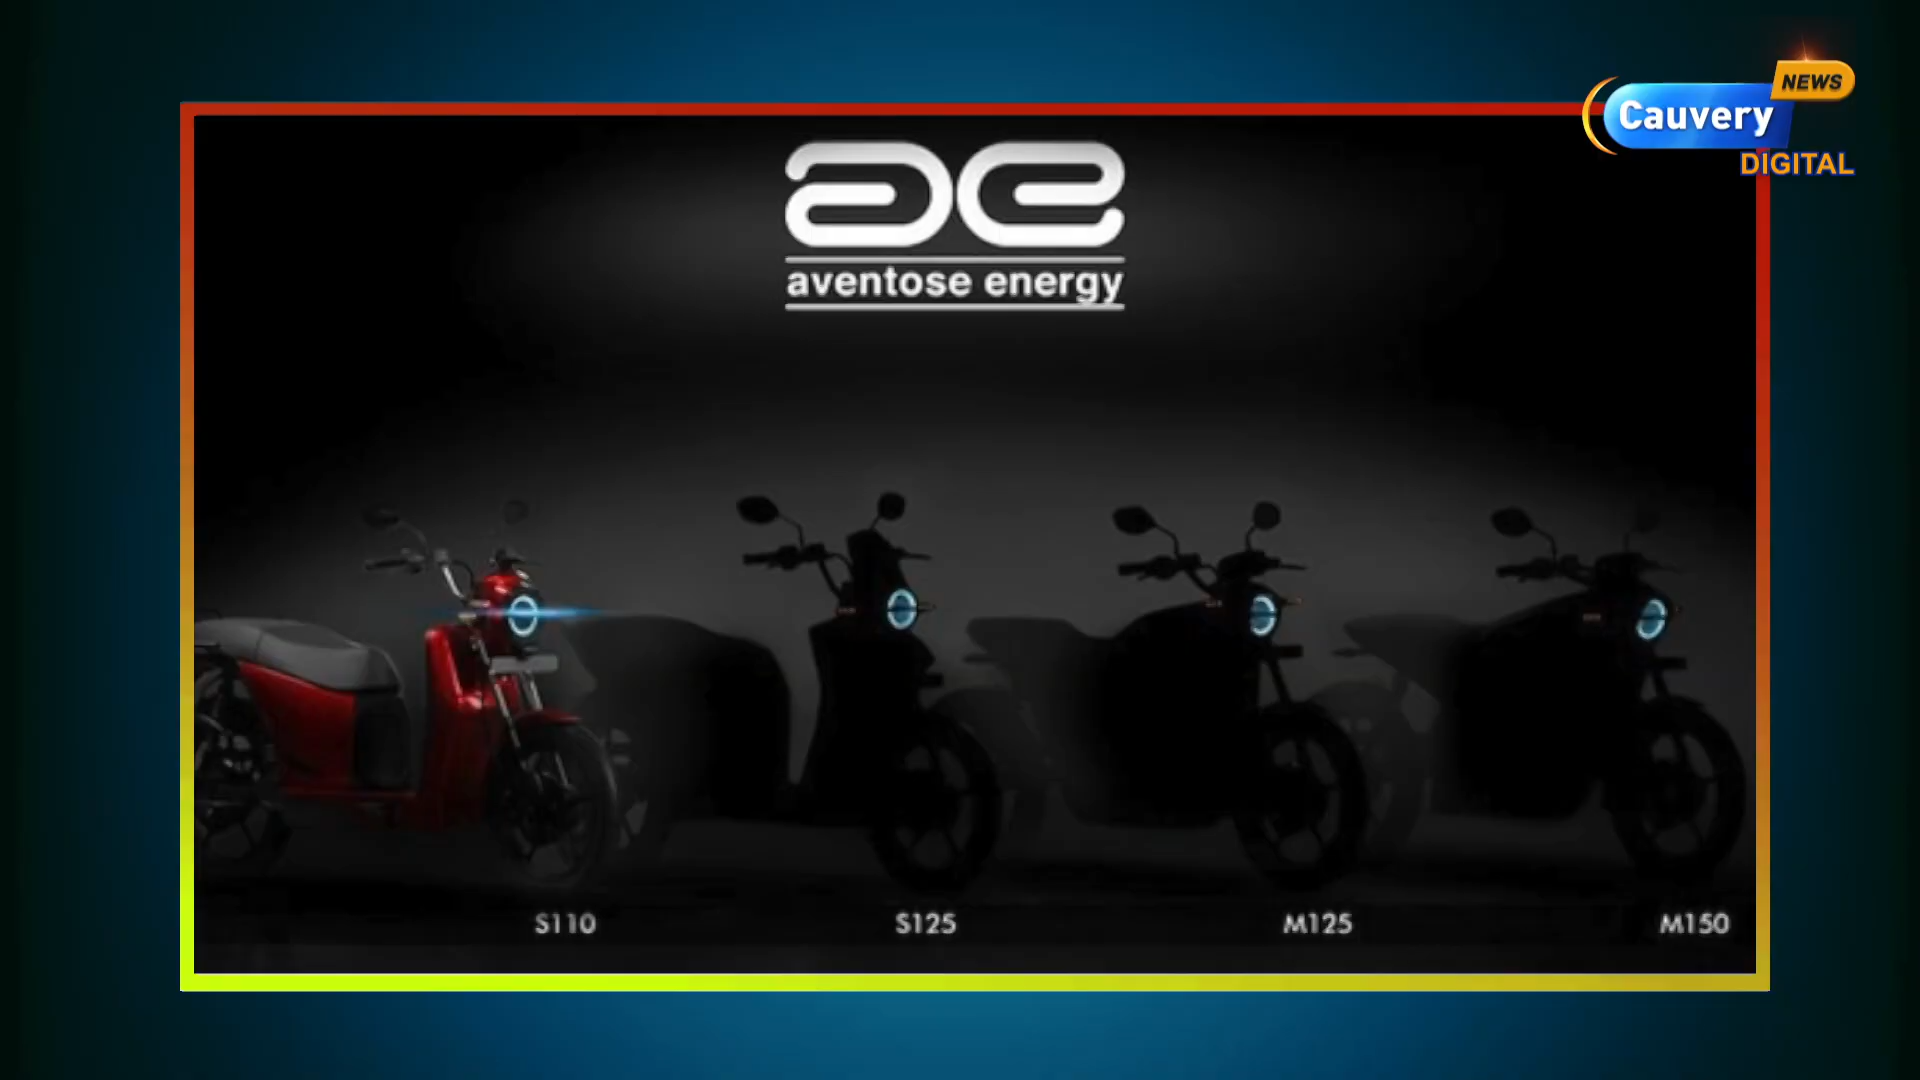 NEWS
Cauvery
DIGITAL
ae
aventose energy
S110
S125
M125
M150